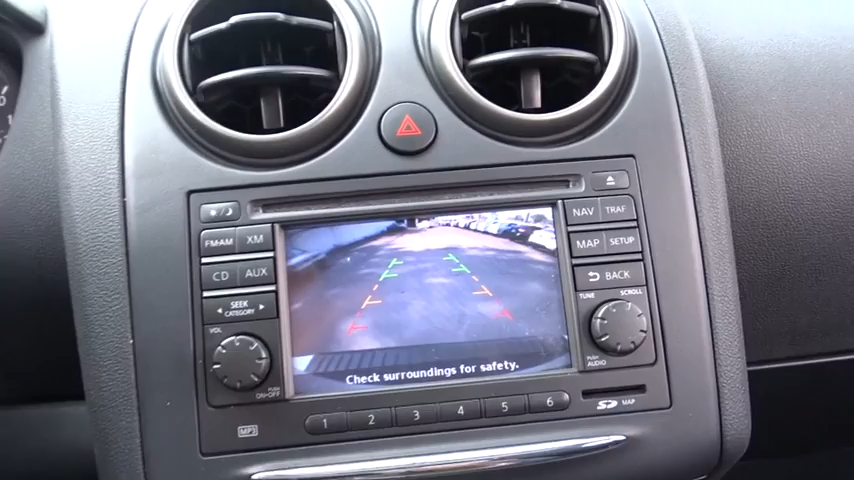 FM·AM XM
CD AUX
SEEK
CATEGORY
VOL
PUSH
ON·OFF
MP3
NAV TRAF
MAP SETUP
BACK
TUNE SCROLL
PUSH
AUDIO
SD MAP
Check surroundings for safety.
1 2 3 4 5 6